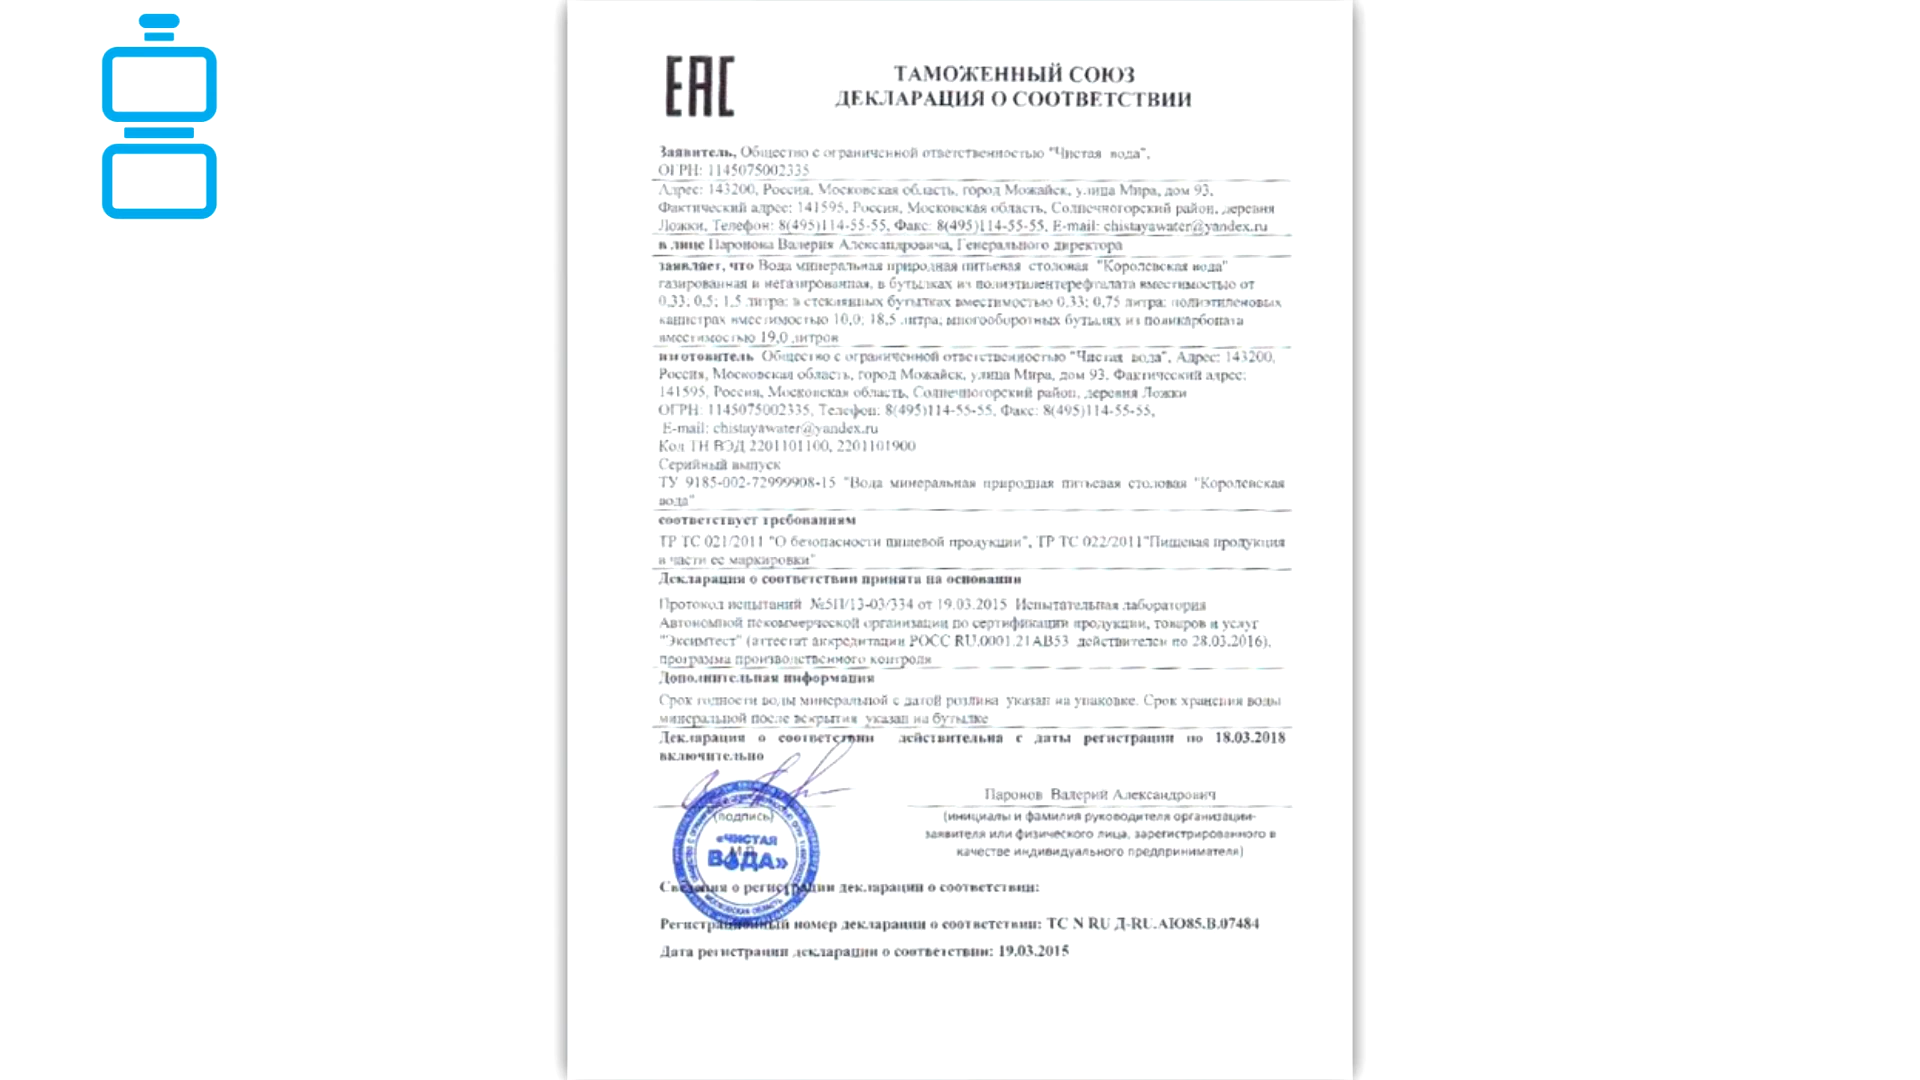 EAC
ТАМОЖЕННЫЙ СОЮЗ
ДЕКЛАРАЦИЯ О СООТВЕТСТВИИ
Заявитель, Общество с ограниченной ответственностью "Чистая вода",
ОГРН: 1145075002335
Адрес: 143200, Россия, Московская область, город Можайск, улица Мира, дом 93,
Фактический адрес: 141595, Россия, Московская область, Солнечногорский район, деревня
Ложки, Телефон: 8(495)114-55-55, Факс: 8(495)114-55-55, E-mail: chistayawater@yandex.ru
в лице Паронова Валерия Александровича, Генерального директора
заявляет, что Вода минеральная природная питьевая столовая "Королевская вода"
газированная и негазированная, в бутылках из полиэтилентерефталата вместимостью от
0,33; 0,5; 1,5 литра; в стеклянных бутылках вместимостью 0,33; 0,75 литра; полиэтиленовых
канистрах вместимостью 10,0; 18,5 литра; многооборотных бутылях из поликарбоната
вместимостью 19,0 литров
изготовитель Общество с ограниченной ответственностью "Чистая вода", Адрес: 143200,
Россия, Московская область, город Можайск, улица Мира, дом 93, Фактический адрес:
141595, Россия, Московская область, Солнечногорский район, деревня Ложки
ОГРН: 1145075002335, Телефон: 8(495)114-55-55, Факс: 8(495)114-55-55,
E-mail: chistayawater@yandex.ru
Код ТН ВЭД 2201101100, 2201101900
Серийный выпуск
ТУ 9185-002-72999908-15 "Вода минеральная природная питьевая столовая "Королевская
вода"
соответствует требованиям
ТР ТС 021/2011 "О безопасности пищевой продукции", ТР ТС 022/2011"Пищевая продукция
в части ее маркировки"
Декларация о соответствии принята на основании
Протокол испытаний №5П/13-03/334 от 19.03.2015 Испытательная лаборатория
Автономной некоммерческой организации по сертификации продукции, товаров и услуг
"Эксимтест" (аттестат аккредитации РОСС RU.0001.21АВ53 действителен по 28.03.2016),
программа производственного контроля
Дополнительная информация
Срок годности воды минеральной с датой розлива указан на упаковке. Срок хранения воды
минеральной после вскрытия указан на бутылке
Декларация о соответствии действительна с даты регистрации по 18.03.2018
включительно
Паронов Валерий Александрович
(подпись)
(инициалы и фамилия руководителя организации-
заявителя или физического лица, зарегистрированного в
качестве индивидуального предпринимателя)
«ЧИСТАЯ
ВОДА»
М.П.
МОСКОВСКАЯ ОБЛАСТЬ
Сведения о регистрации декларации о соответствии:
Регистрационный номер декларации о соответствии: ТС N RU Д-RU.АЮ85.В.07484
Дата регистрации декларации о соответствии: 19.03.2015